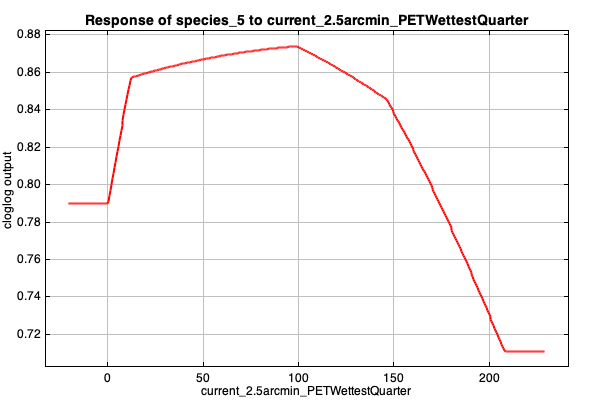 Response of species_5 to current_2.5arcmin_PETWettestQuarter
0.88
0.86
0.84
0.82
0.80
0.78
0.76
0.74
0.72
cloglog output
0 50 100 150 200
current_2.5arcmin_PETWettestQuarter